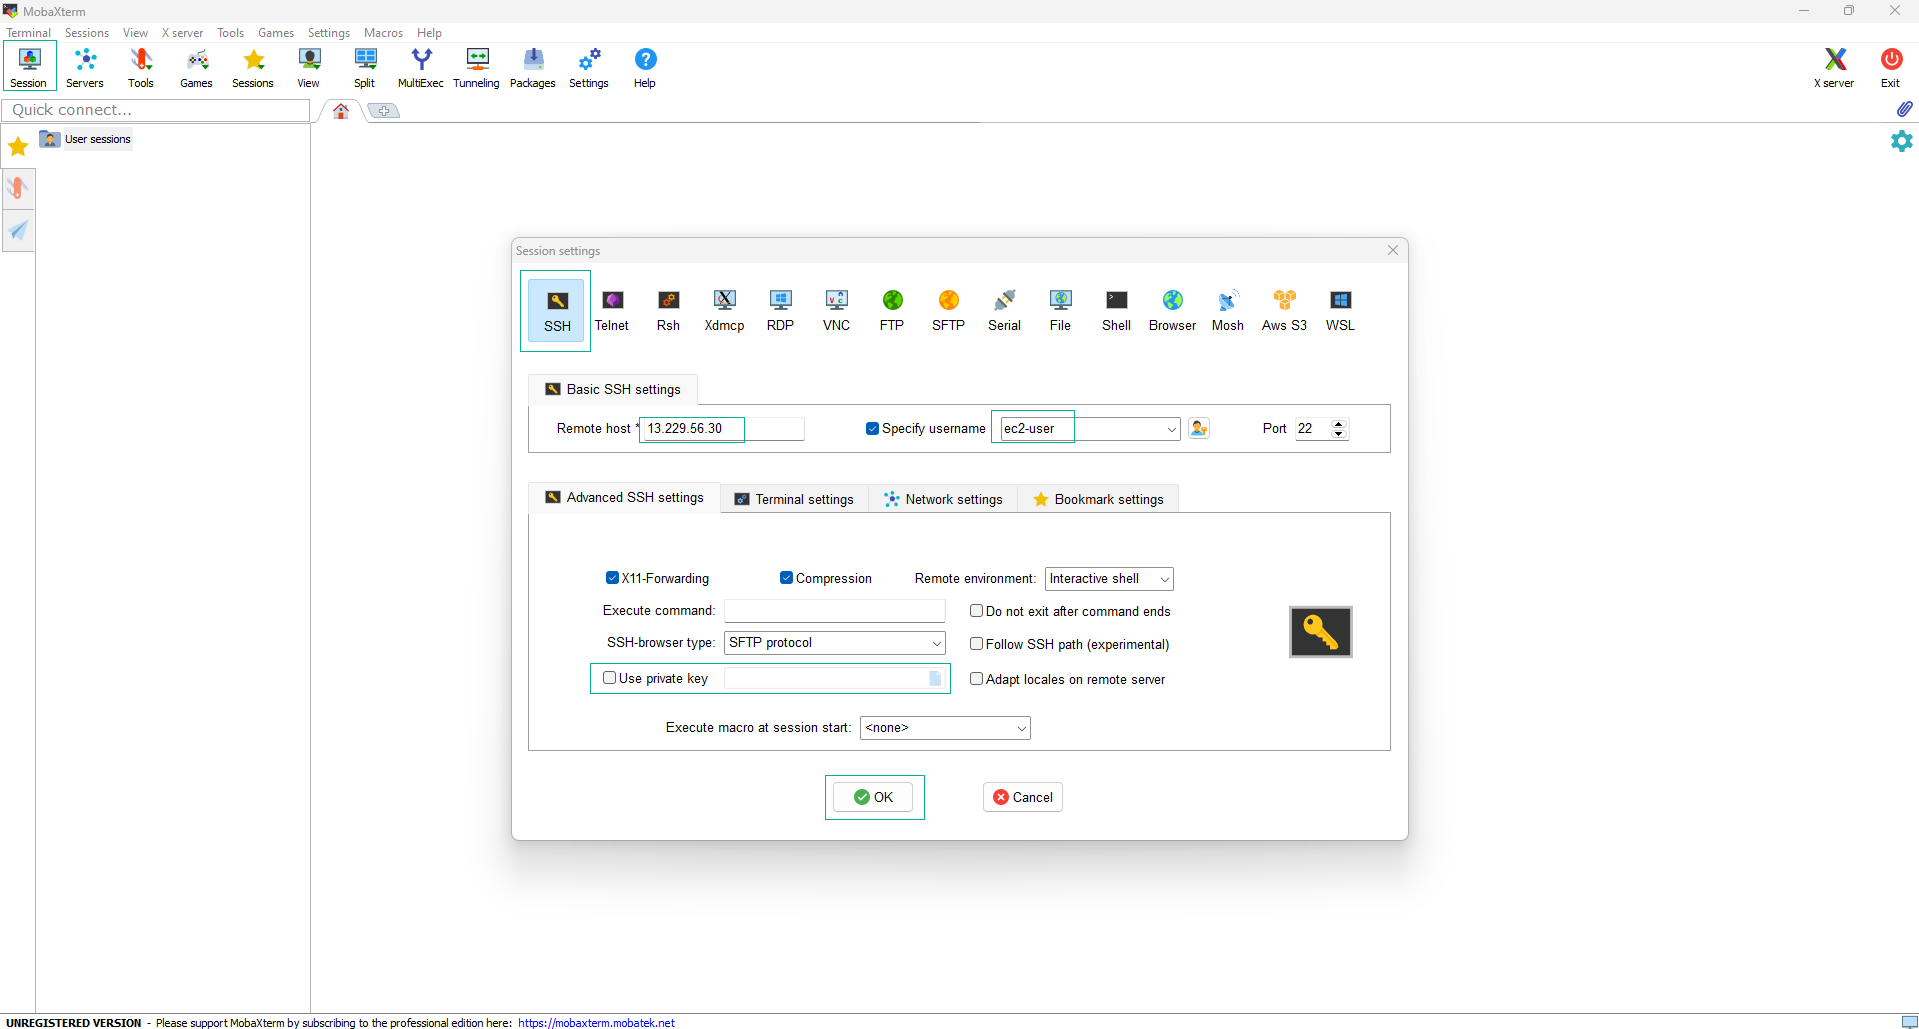 MobaXterm
Terminal Sessions View X server Tools Games Settings Macros Help
Session Servers Tools Games Sessions View Split MultiExec Tunneling Packages Settings Help X server Exit
Quick connect...
User sessions
Session settings
SSH Telnet Rsh Xdmcp RDP VNC FTP SFTP Serial File Shell Browser Mosh Aws S3 WSL
Basic SSH settings
Remote host * 13.229.56.30 Specify username ec2-user Port 22
Advanced SSH settings Terminal settings Network settings Bookmark settings
X11-Forwarding Compression Remote environment: Interactive shell
Execute command: Do not exit after command ends
SSH-browser type: SFTP protocol Follow SSH path (experimental)
Use private key Adapt locales on remote server
Execute macro at session start: <none>
OK Cancel
UNREGISTERED VERSION - Please support MobaXterm by subscribing to the professional edition here: https://mobaxterm.mobatek.net